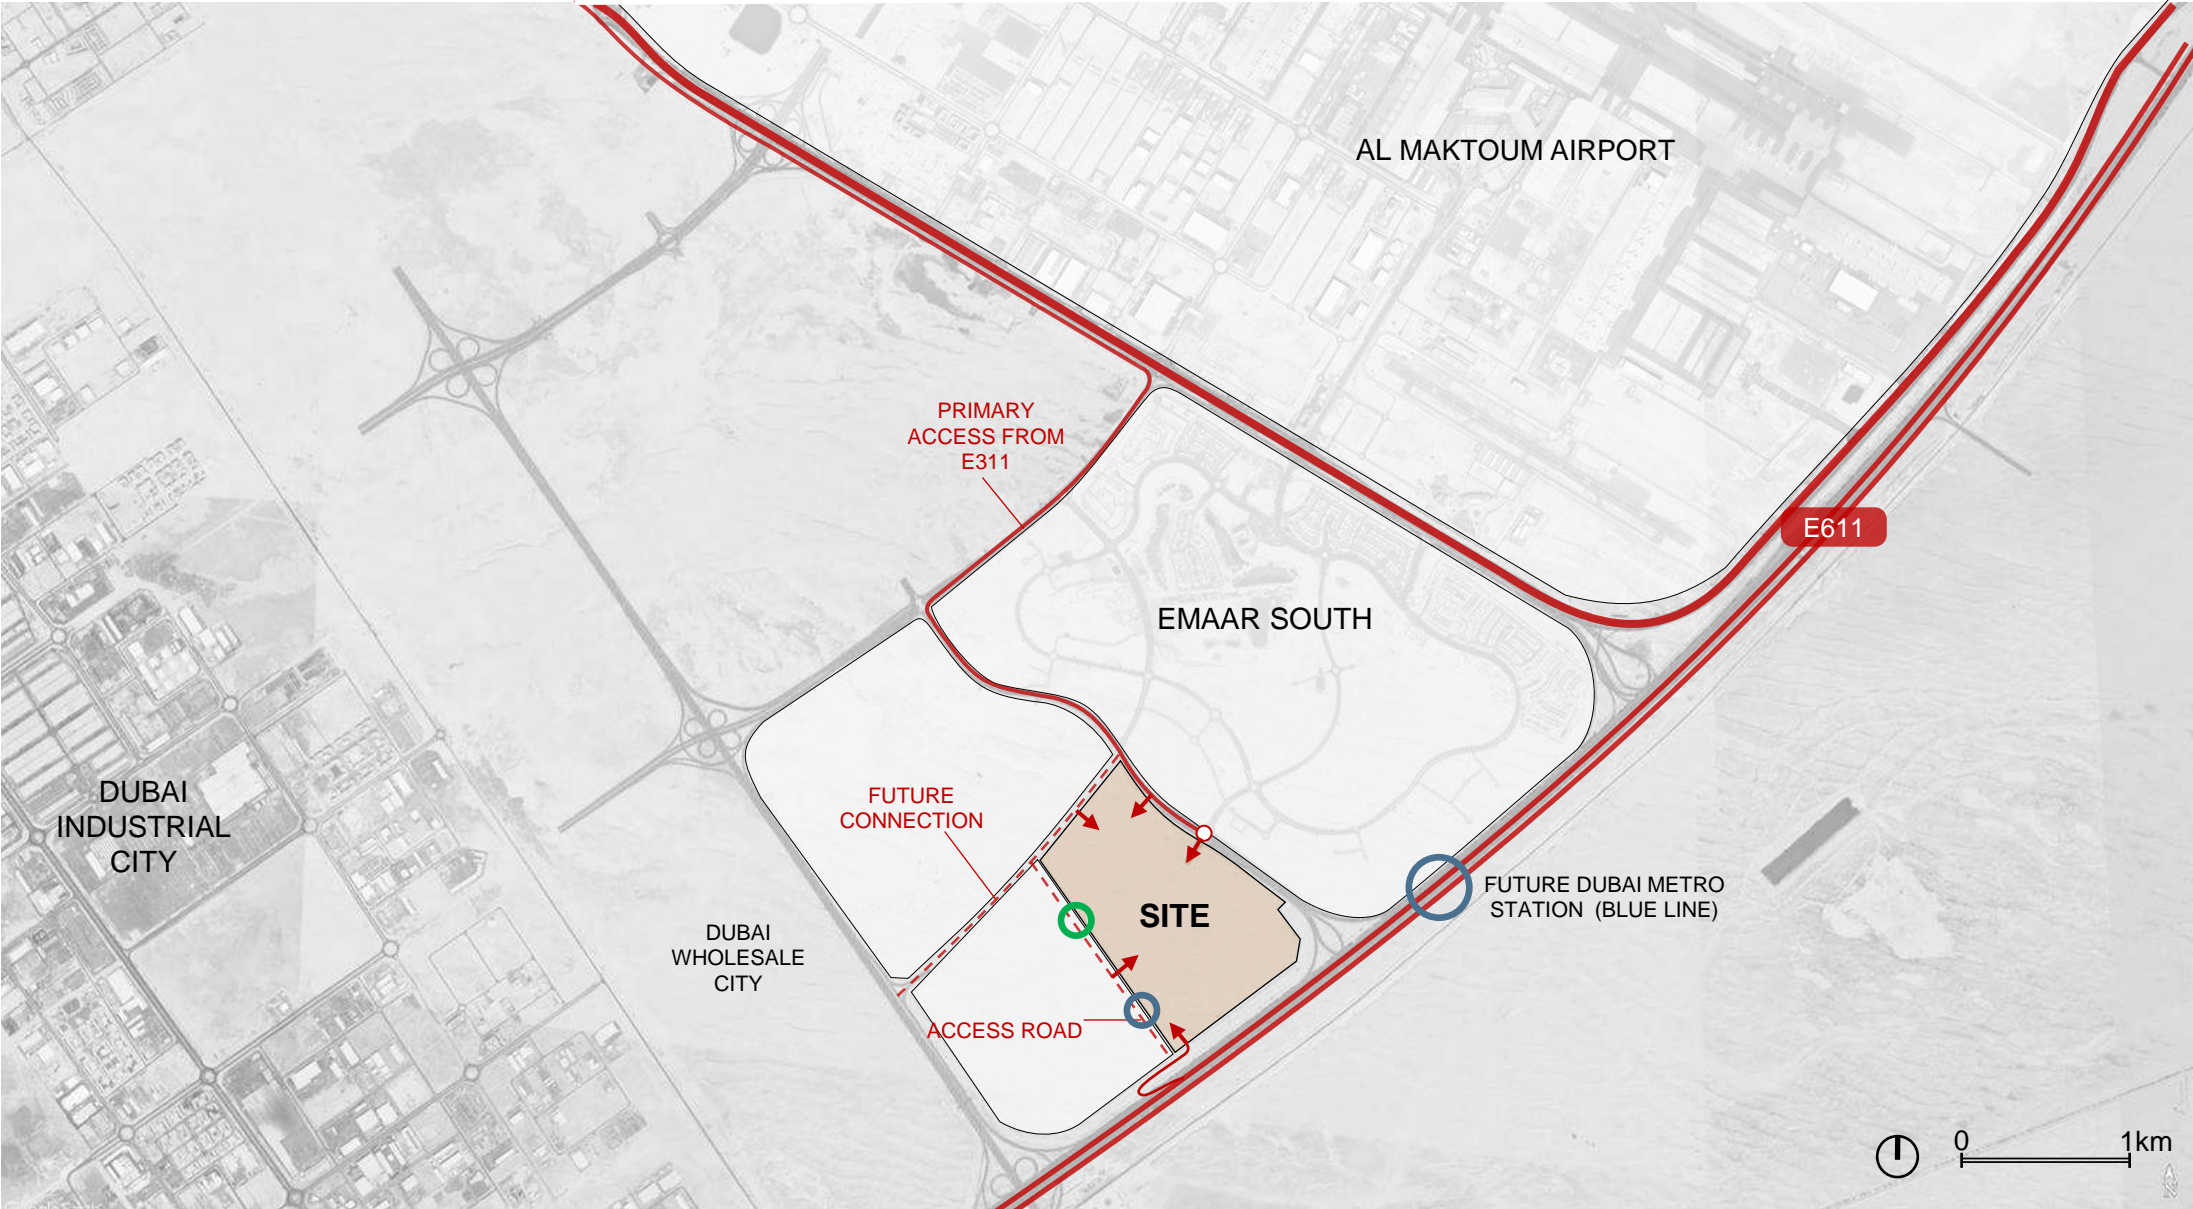 AL MAKTOUM AIRPORT
PRIMARY
ACCESS FROM
E311
E611
EMAAR SOUTH
DUBAI
INDUSTRIAL
CITY
FUTURE
CONNECTION
FUTURE DUBAI METRO
STATION (BLUE LINE)
SITE
DUBAI
WHOLESALE
CITY
ACCESS ROAD
0 1km
N